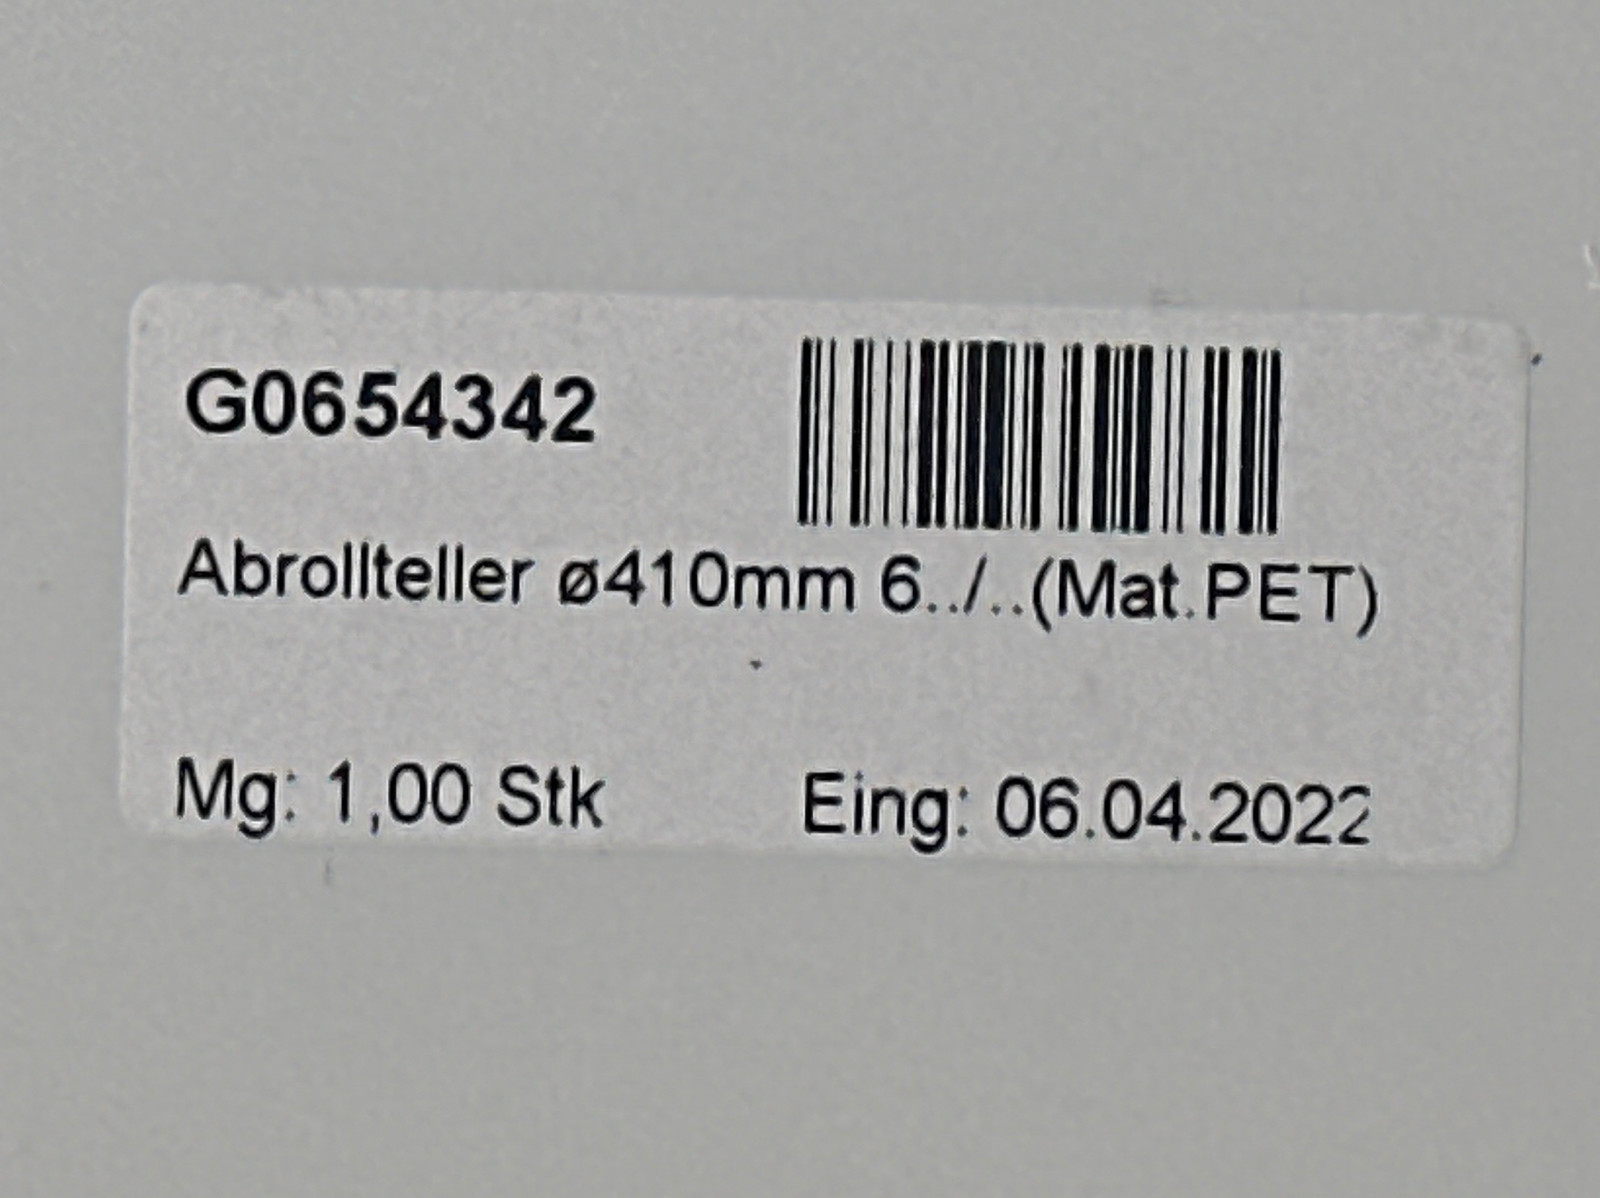 G0654342
Abrollteller ø410mm 6../..(Mat.PET)
Mg: 1,00 Stk
Eing: 06.04.2022